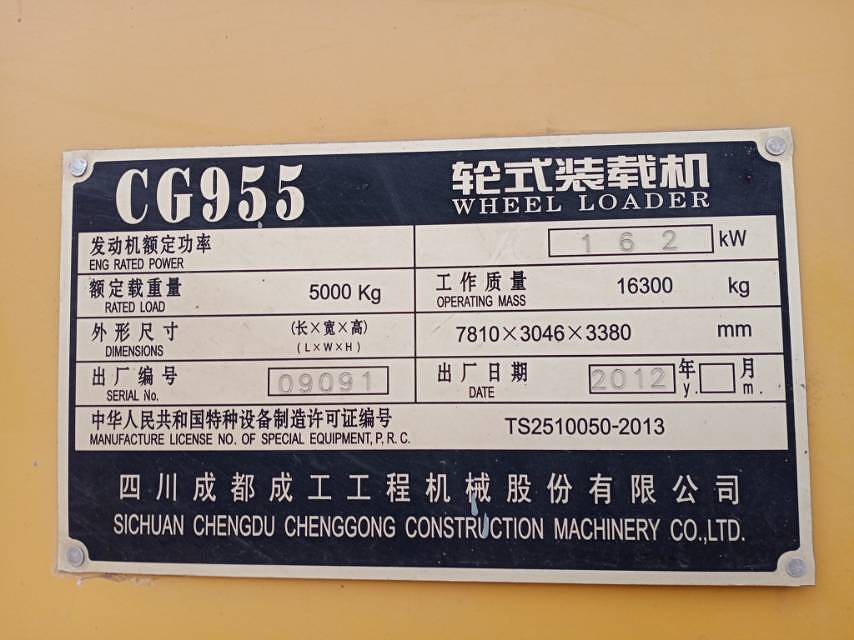 CG955 轮式装载机
WHEEL LOADER
发动机额定功率 162 kW
ENG RATED POWER
额定载重量 5000 Kg 工作质量 16300 kg
RATED LOAD OPERATING MASS
外形尺寸 (长×宽×高) 7810×3046×3380 mm
DIMENSIONS (L×W×H)
出厂编号 09091 出厂日期 2012 年 月
SERIAL No. DATE y. m.
中华人民共和国特种设备制造许可证编号 TS2510050-2013
MANUFACTURE LICENSE NO. OF SPECIAL EQUIPMENT, P, R. C.
四川成都成工工程机械股份有限公司
SICHUAN CHENGDU CHENGGONG CONSTRUCTION MACHINERY CO.,LTD.